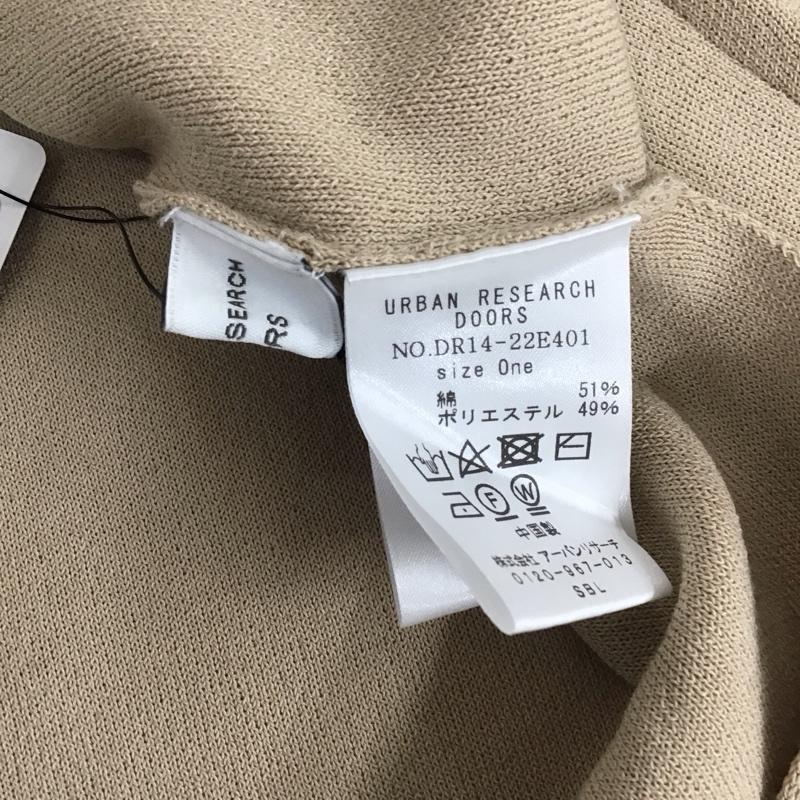 SEARCH
RS
URBAN RESEARCH
DOORS
NO.DR14-22E401
size One
綿 51%
ポリエステル 49%
F W
中国製
株式会社 アーバンリサーチ
0120-967-013
SBL